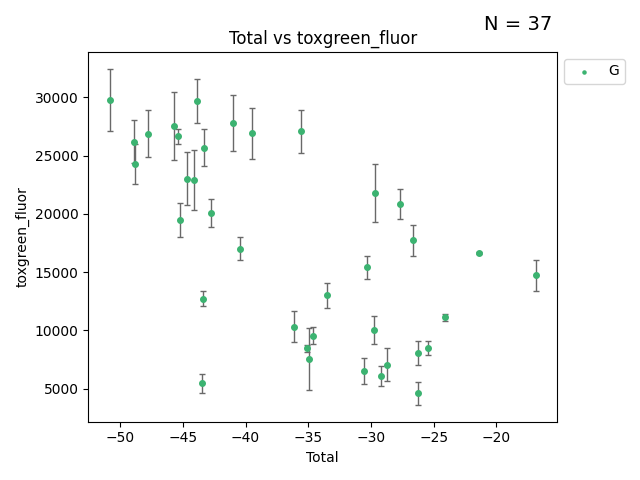 N = 37
Total vs toxgreen_fluor
G
toxgreen_fluor
30000
25000
20000
15000
10000
5000
−50 −45 −40 −35 −30 −25 −20
Total